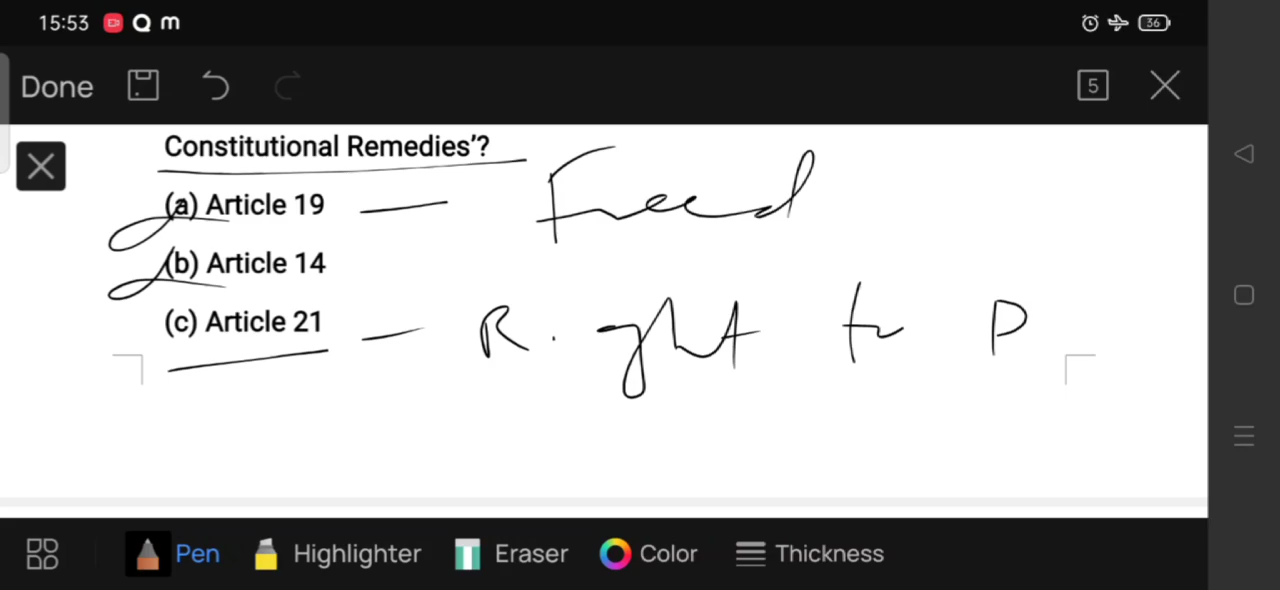 15:53 Q m 36
Done 5
Constitutional Remedies'?
(a) Article 19 — Freed
(b) Article 14
(c) Article 21 — Right to P
Pen Highlighter Eraser Color Thickness